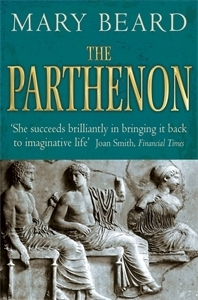 MARY BEARD
THE
PARTHENON
‘She succeeds brilliantly in bringing it back
to imaginative life’ Joan Smith, Financial Times